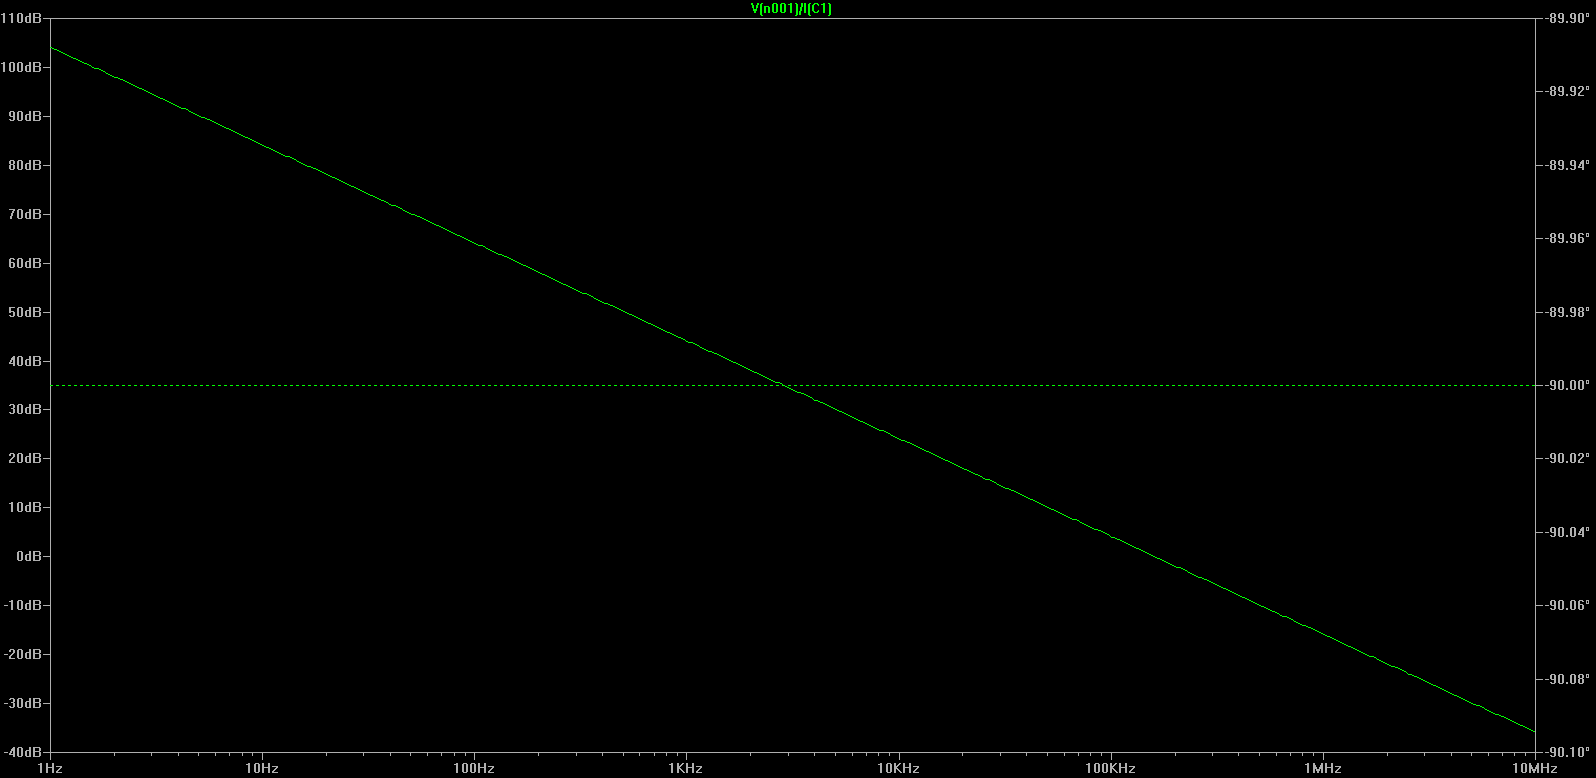 V(n001)/I(C1)
110dB -89.90°
100dB
-89.92°
90dB
80dB -89.94°
70dB
-89.96°
60dB
50dB -89.98°
40dB
-90.00°
30dB
20dB -90.02°
10dB
-90.04°
0dB
-10dB -90.06°
-20dB
-90.08°
-30dB
-40dB -90.10°
1Hz 10Hz 100Hz 1KHz 10KHz 100KHz 1MHz 10MHz